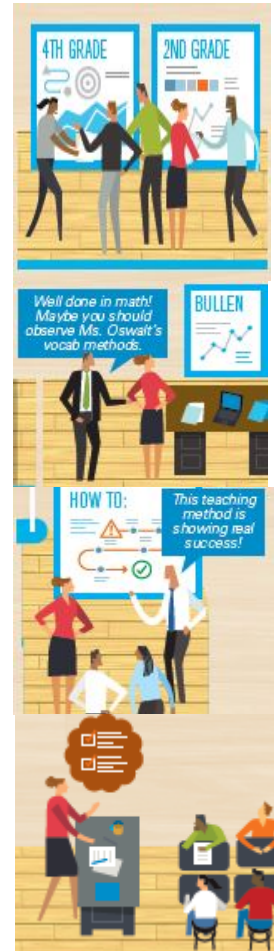 4TH GRADE
2ND GRADE
Well done in math!
Maybe you should
observe Ms. Oswalt's
vocab methods.
BULLEN
HOW TO:
This teaching
method is
showing real
success!